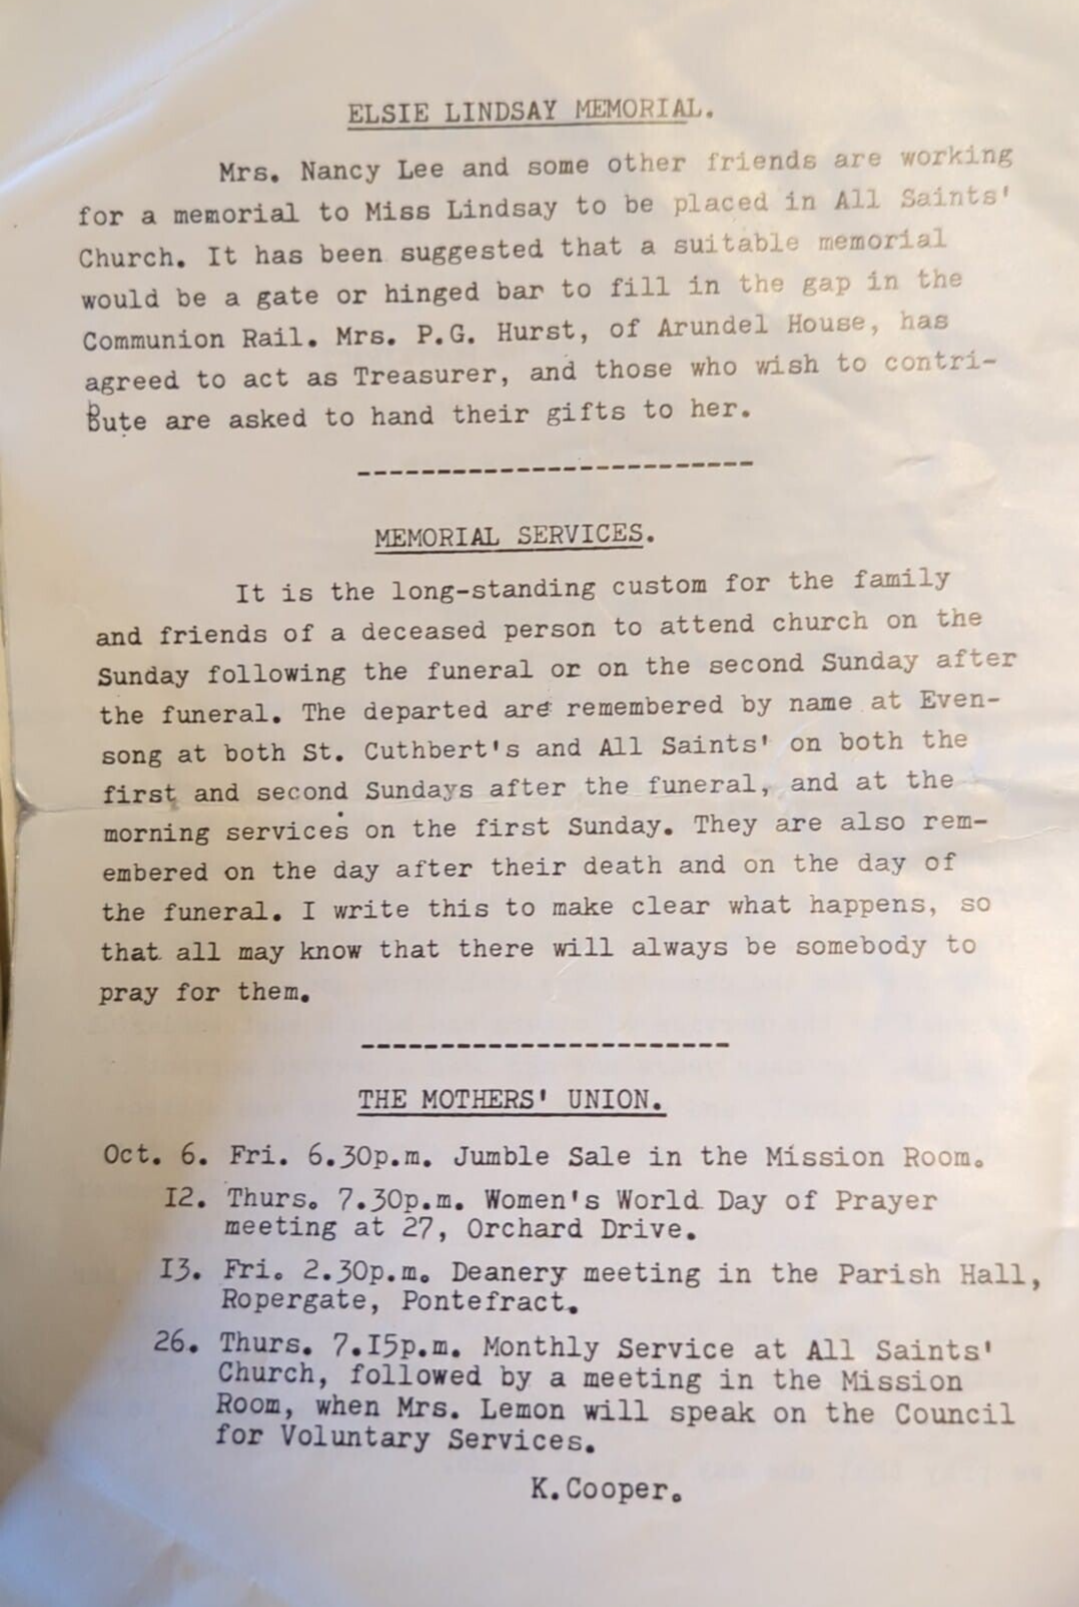 ELSIE LINDSAY MEMORIAL.
Mrs. Nancy Lee and some other friends are working
for a memorial to Miss Lindsay to be placed in All Saints'
Church. It has been suggested that a suitable memorial
would be a gate or hinged bar to fill in the gap in the
Communion Rail. Mrs. P.G. Hurst, of Arundel House, has
agreed to act as Treasurer, and those who wish to contri-
Bute are asked to hand their gifts to her.
-------------------------
MEMORIAL SERVICES.
It is the long-standing custom for the family
and friends of a deceased person to attend church on the
Sunday following the funeral or on the second Sunday after
the funeral. The departed are remembered by name at Even-
song at both St. Cuthbert's and All Saints' on both the
first and second Sundays after the funeral, and at the
morning services on the first Sunday. They are also rem-
embered on the day after their death and on the day of
the funeral. I write this to make clear what happens, so
that all may know that there will always be somebody to
pray for them.
------------------------
THE MOTHERS' UNION.
Oct. 6. Fri. 6.30p.m. Jumble Sale in the Mission Room.
I2. Thurs. 7.30p.m. Women's World Day of Prayer
meeting at 27, Orchard Drive.
I3. Fri. 2.30p.m. Deanery meeting in the Parish Hall,
Ropergate, Pontefract.
26. Thurs. 7.I5p.m. Monthly Service at All Saints'
Church, followed by a meeting in the Mission
Room, when Mrs. Lemon will speak on the Council
for Voluntary Services.
K.Cooper.